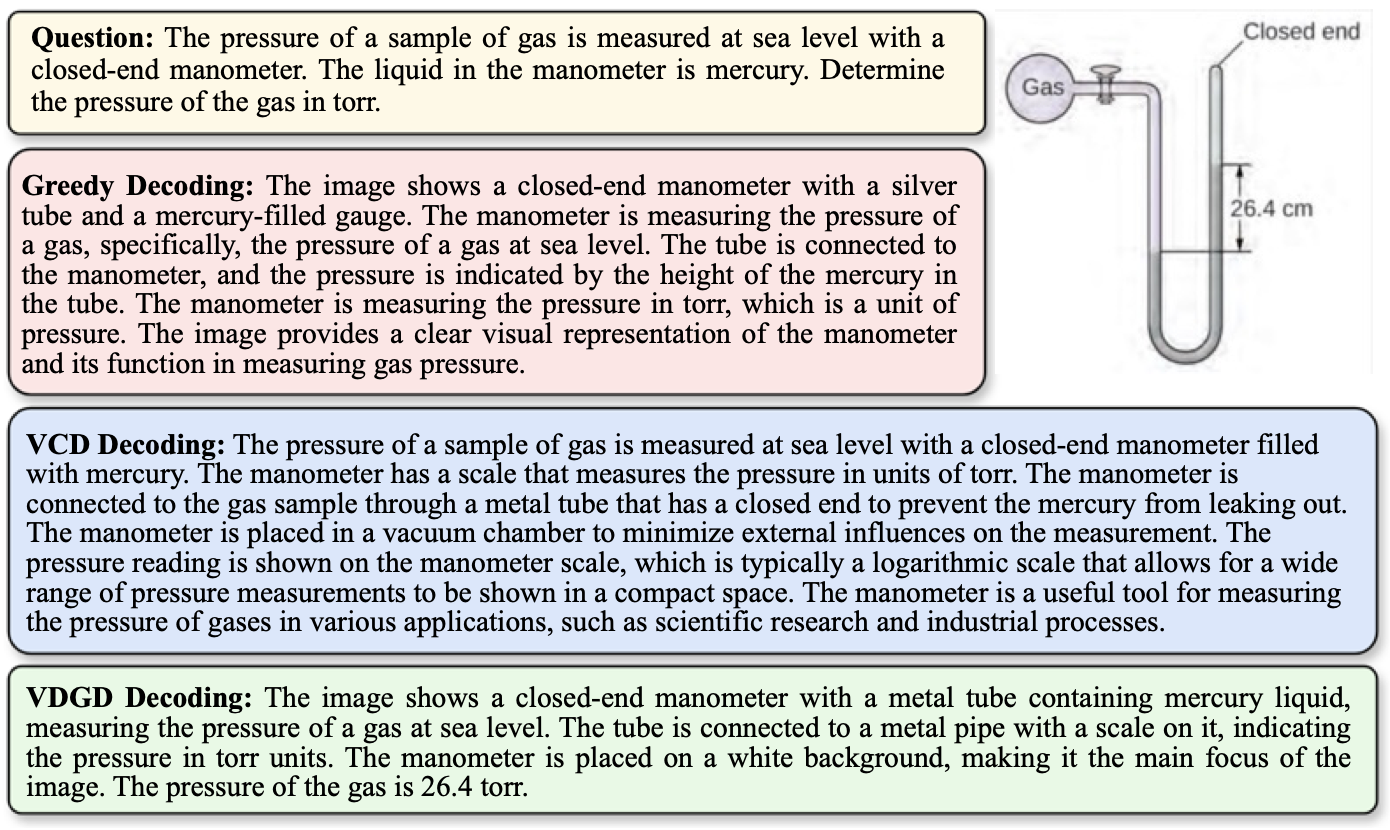 Question: The pressure of a sample of gas is measured at sea level with a
closed-end manometer. The liquid in the manometer is mercury. Determine
the pressure of the gas in torr.
Closed end
Gas
26.4 cm
Greedy Decoding: The image shows a closed-end manometer with a silver
tube and a mercury-filled gauge. The manometer is measuring the pressure of
a gas, specifically, the pressure of a gas at sea level. The tube is connected to
the manometer, and the pressure is indicated by the height of the mercury in
the tube. The manometer is measuring the pressure in torr, which is a unit of
pressure. The image provides a clear visual representation of the manometer
and its function in measuring gas pressure.
VCD Decoding: The pressure of a sample of gas is measured at sea level with a closed-end manometer filled
with mercury. The manometer has a scale that measures the pressure in units of torr. The manometer is
connected to the gas sample through a metal tube that has a closed end to prevent the mercury from leaking out.
The manometer is placed in a vacuum chamber to minimize external influences on the measurement. The
pressure reading is shown on the manometer scale, which is typically a logarithmic scale that allows for a wide
range of pressure measurements to be shown in a compact space. The manometer is a useful tool for measuring
the pressure of gases in various applications, such as scientific research and industrial processes.
VDGD Decoding: The image shows a closed-end manometer with a metal tube containing mercury liquid,
measuring the pressure of a gas at sea level. The tube is connected to a metal pipe with a scale on it, indicating
the pressure in torr units. The manometer is placed on a white background, making it the main focus of the
image. The pressure of the gas is 26.4 torr.